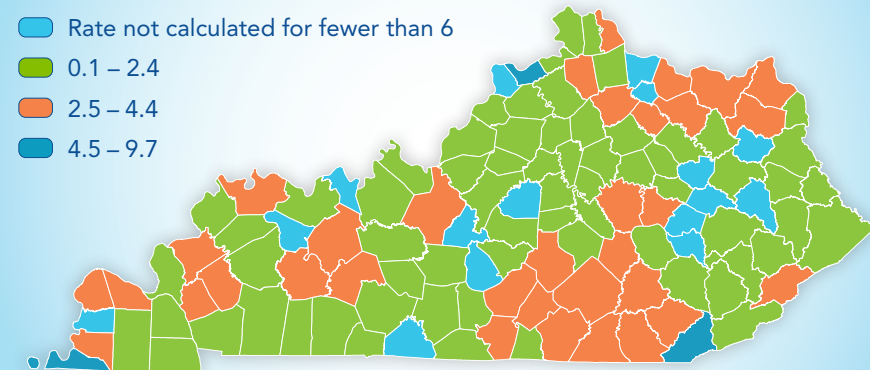 Rate not calculated for fewer than 6
0.1 – 2.4
2.5 – 4.4
4.5 – 9.7